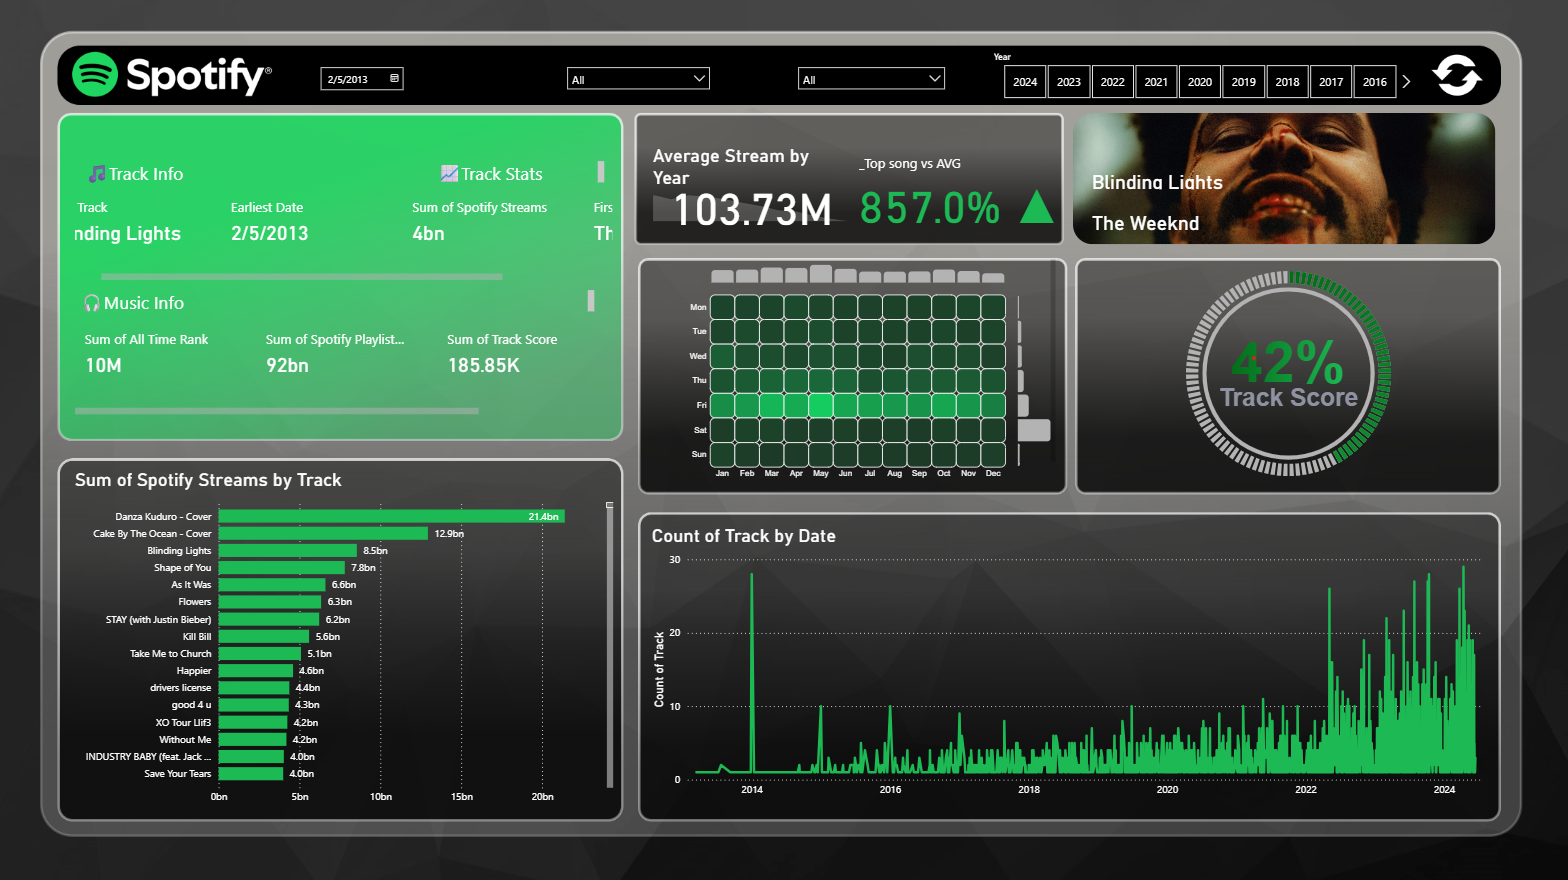 Spotify®
2/5/2013
All
All
Year
2024 2023 2022 2021 2020 2019 2018 2017 2016
Track Info
Track Stats
Track
Earliest Date
Sum of Spotify Streams
Firs
nding Lights
2/5/2013
4bn
Th
Music Info
Sum of All Time Rank
Sum of Spotify Playlist...
Sum of Track Score
10M
92bn
185.85K
Average Stream by
Year
103.73M
_Top song vs AVG
857.0%
Blinding Lights
The Weeknd
Mon
Tue
Wed
Thu
Fri
Sat
Sun
Jan Feb Mar Apr May Jun Jul Aug Sep Oct Nov Dec
42%
Track Score
Sum of Spotify Streams by Track
Danza Kuduro - Cover 21.4bn
Cake By The Ocean - Cover 12.9bn
Blinding Lights 8.5bn
Shape of You 7.8bn
As It Was 6.6bn
Flowers 6.3bn
STAY (with Justin Bieber) 6.2bn
Kill Bill 5.6bn
Take Me to Church 5.1bn
Happier 4.6bn
drivers license 4.4bn
good 4 u 4.3bn
XO Tour Llif3 4.2bn
Without Me 4.2bn
INDUSTRY BABY (feat. Jack ... 4.0bn
Save Your Tears 4.0bn
0bn 5bn 10bn 15bn 20bn
Count of Track by Date
Count of Track
30
20
10
0
2014 2016 2018 2020 2022 2024